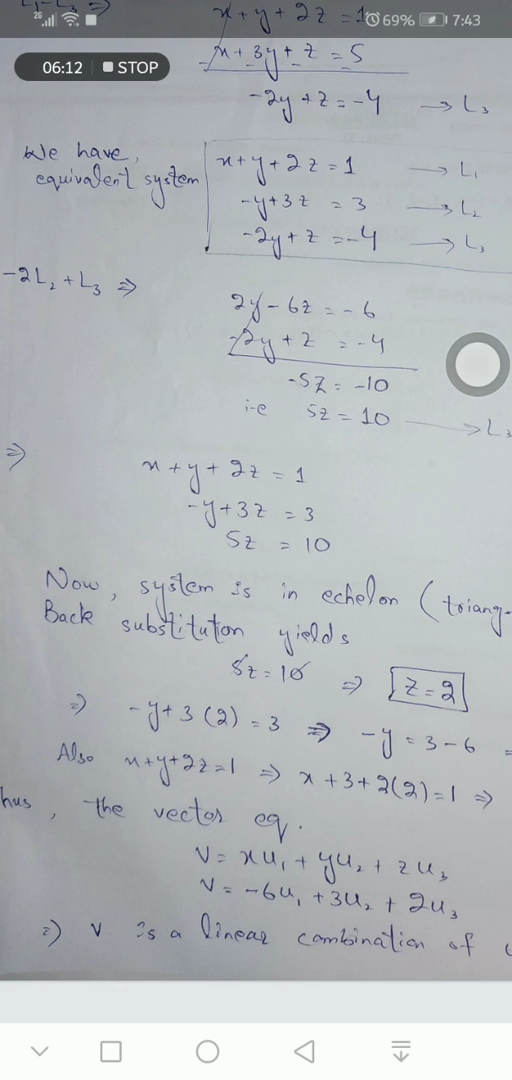 2G 69% 7:43
L₁-L₃ ⇒ x + y + 2z = 1
06:12 STOP
x + 3y + z = 5
-2y + z = -4 → L₃
We have,
equivalent system
x + y + 2z = 1 → L₁
-y + 3z = 3 → L₂
-2y + z = -4 → L₃
-2L₂ + L₃ ⇒
2y - 6z = -6
-2y + z = -4
-5z = -10
i-e 5z = 10 → L₃
⇒
x + y + 2z = 1
-y + 3z = 3
5z = 10
Now, system is in echelon (triang-
Back substitution yields
5z = 10 ⇒ z = 2
⇒ -y + 3(2) = 3 ⇒ -y = 3 - 6 =
Also x + y + 2z = 1 ⇒ x + 3 + 2(2) = 1 ⇒
hus, the vector eq.
V = xu₁ + yu₂ + zu₃
V = -6u₁ + 3u₂ + 2u₃
⇒ v is a linear combination of